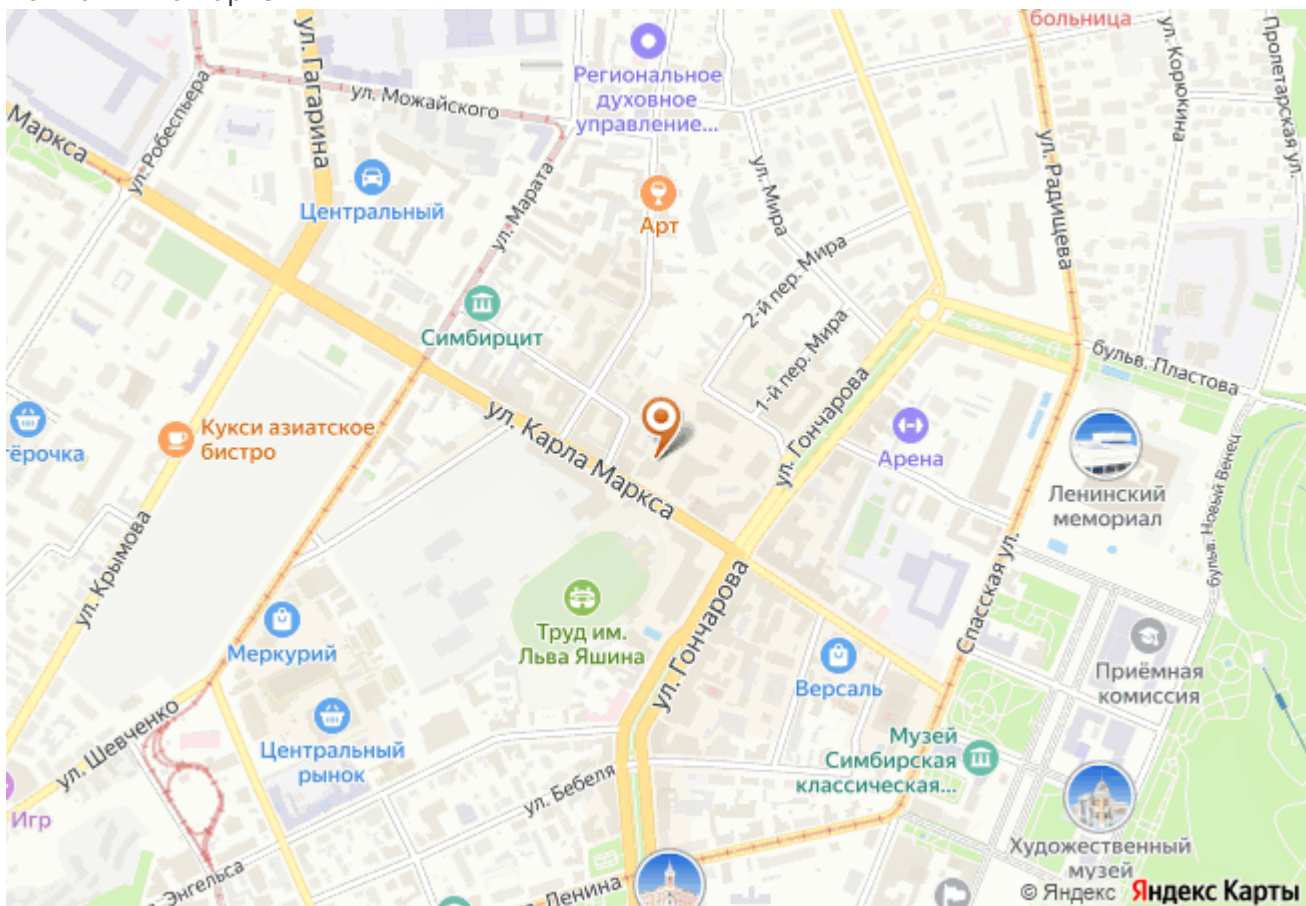 больница
Региональное
духовное
управление...
ул. Гагарина
ул. Можайского
ул. Робеспьера
Маркса
ул. Корюкина
Пролетарская ул.
ул. Радищева
ул. Марата
ул. Мира
Центральный
Арт
2-й пер. Мира
1-й пер. Мира
Симбирцит
бульв. Пластова
ул. Гончарова
ул. Карла Маркса
Кукси азиатское
бистро
тёрочка
Арена
Ленинский
мемориал
бульв. Новый Венец
ул. Крымова
Труд им.
Льва Яшина
ул. Гончарова
Спасская ул.
Меркурий
Версаль
Приёмная
комиссия
ул. Шевченко
Центральный
рынок
Музей
Симбирская
классическая...
ул. Бебеля
Игр
Художественный
музей
Энгельса
Ленина
© Яндекс Яндекс Карты